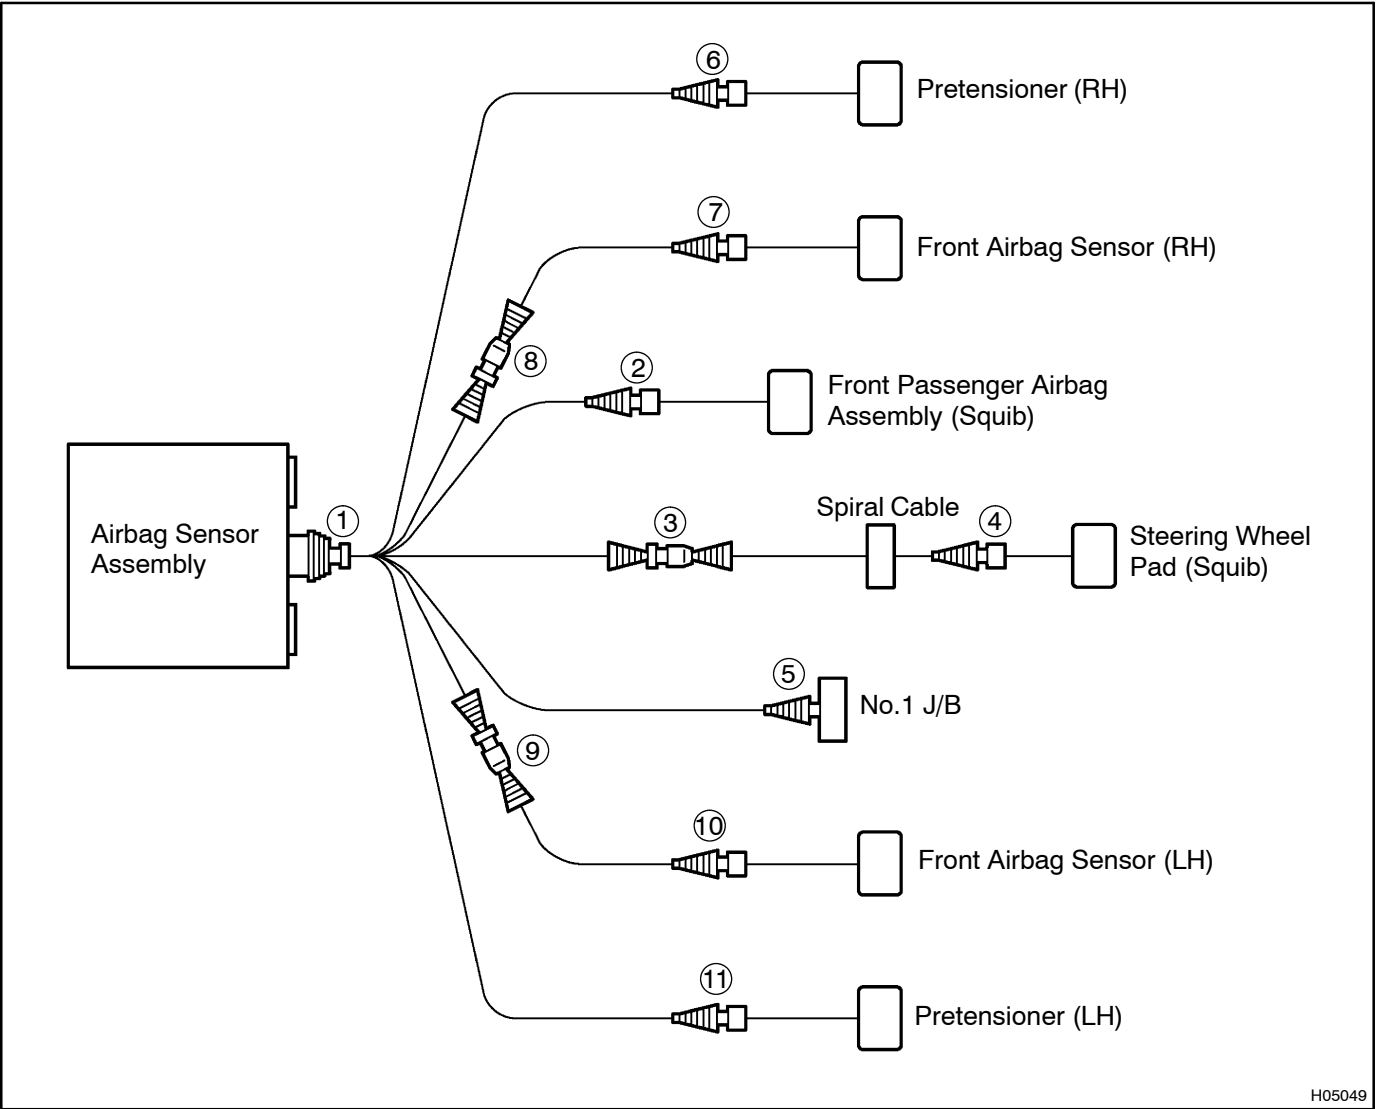 6
Pretensioner (RH)
7
Front Airbag Sensor (RH)
8
2
Front Passenger Airbag
Assembly (Squib)
Airbag Sensor
Assembly
1
3
Spiral Cable
4
Steering Wheel
Pad (Squib)
5
No.1 J/B
9
10
Front Airbag Sensor (LH)
11
Pretensioner (LH)
H05049